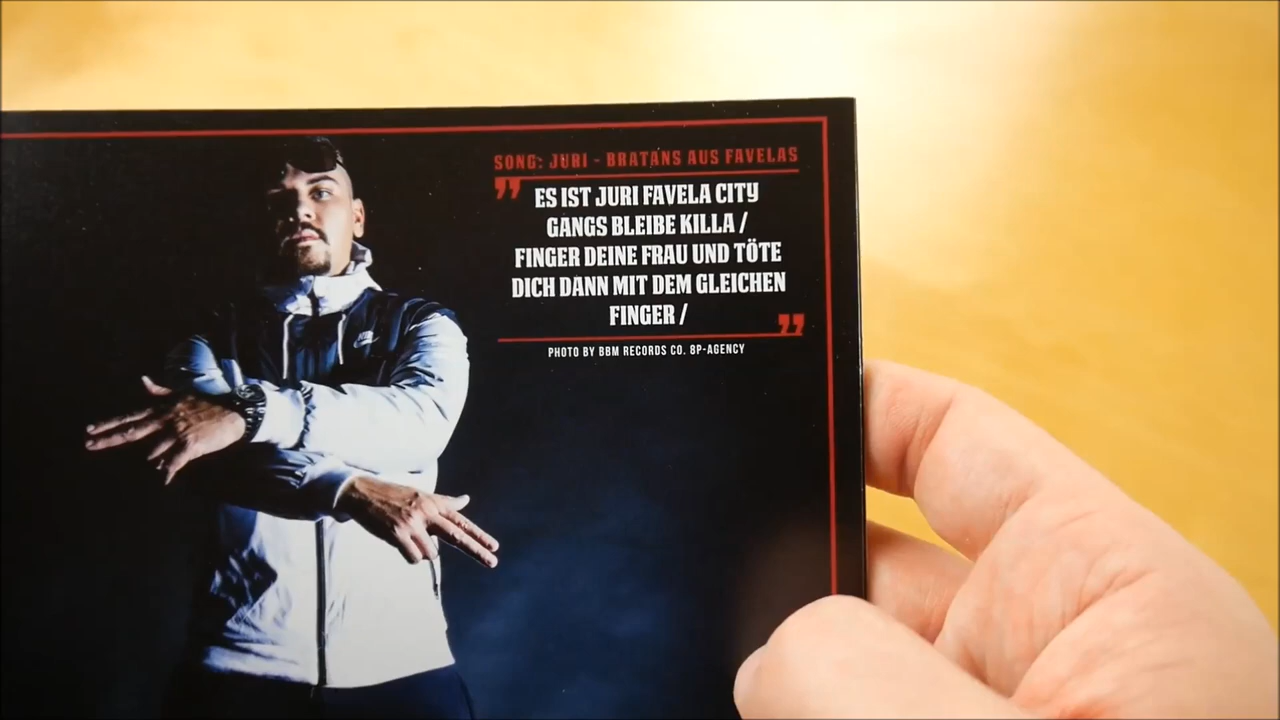 SONG: JURI - BRATANS AUS FAVELAS
" ES IST JURI FAVELA CITY
GANGS BLEIBE KILLA /
FINGER DEINE FRAU UND TÖTE
DICH DANN MIT DEM GLEICHEN
FINGER / "
PHOTO BY BBM RECORDS CO. 8P-AGENCY